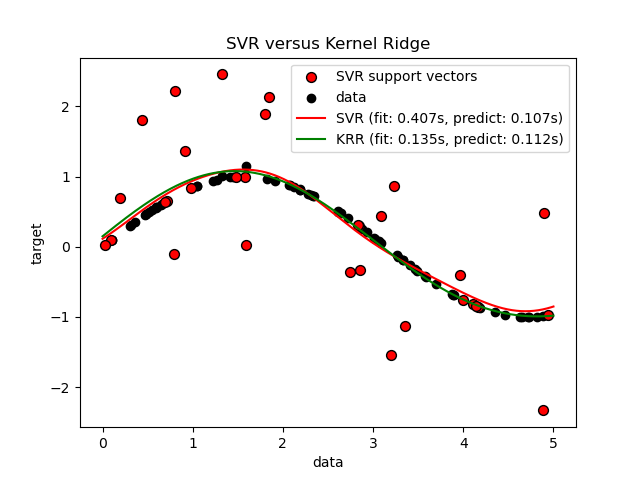 SVR versus Kernel Ridge
SVR support vectors
data
SVR (fit: 0.407s, predict: 0.107s)
KRR (fit: 0.135s, predict: 0.112s)
target
2
1
0
−1
−2
0 1 2 3 4 5
data